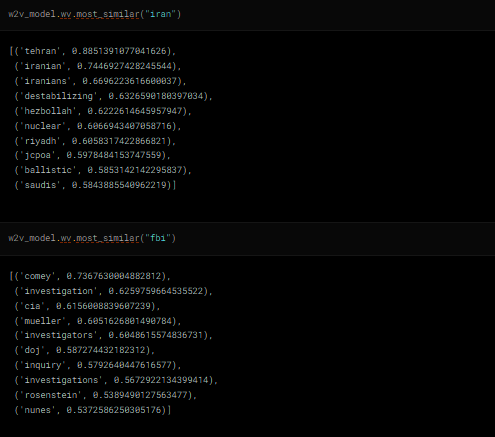 w2v_model.wv.most_similar("iran")
[('tehran', 0.8851391077041626),
('iranian', 0.7446927428245544),
('iranians', 0.6696223616600037),
('destabilizing', 0.6326590180397034),
('hezbollah', 0.6222614645957947),
('nuclear', 0.6066943407058716),
('riyadh', 0.6058317422866821),
('jcpoa', 0.5978484153747559),
('ballistic', 0.5853142142295837),
('saudis', 0.5843885540962219)]
w2v_model.wv.most_similar("fbi")
[('comey', 0.7367630004882812),
('investigation', 0.6259759664535522),
('cia', 0.6156008839607239),
('mueller', 0.6051626801490784),
('investigators', 0.6048615574836731),
('doj', 0.587274432182312),
('inquiry', 0.5792640447616577),
('investigations', 0.5672922134399414),
('rosenstein', 0.5389490127563477),
('nunes', 0.5372586250305176)]